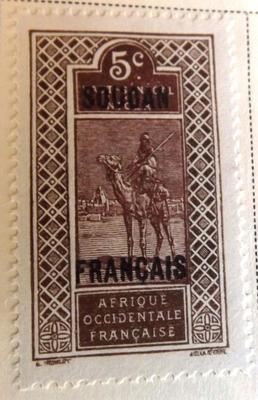 5c
SOUDAN
FRANÇAIS
AFRIQUE
OCCIDENTALE
FRANÇAISE